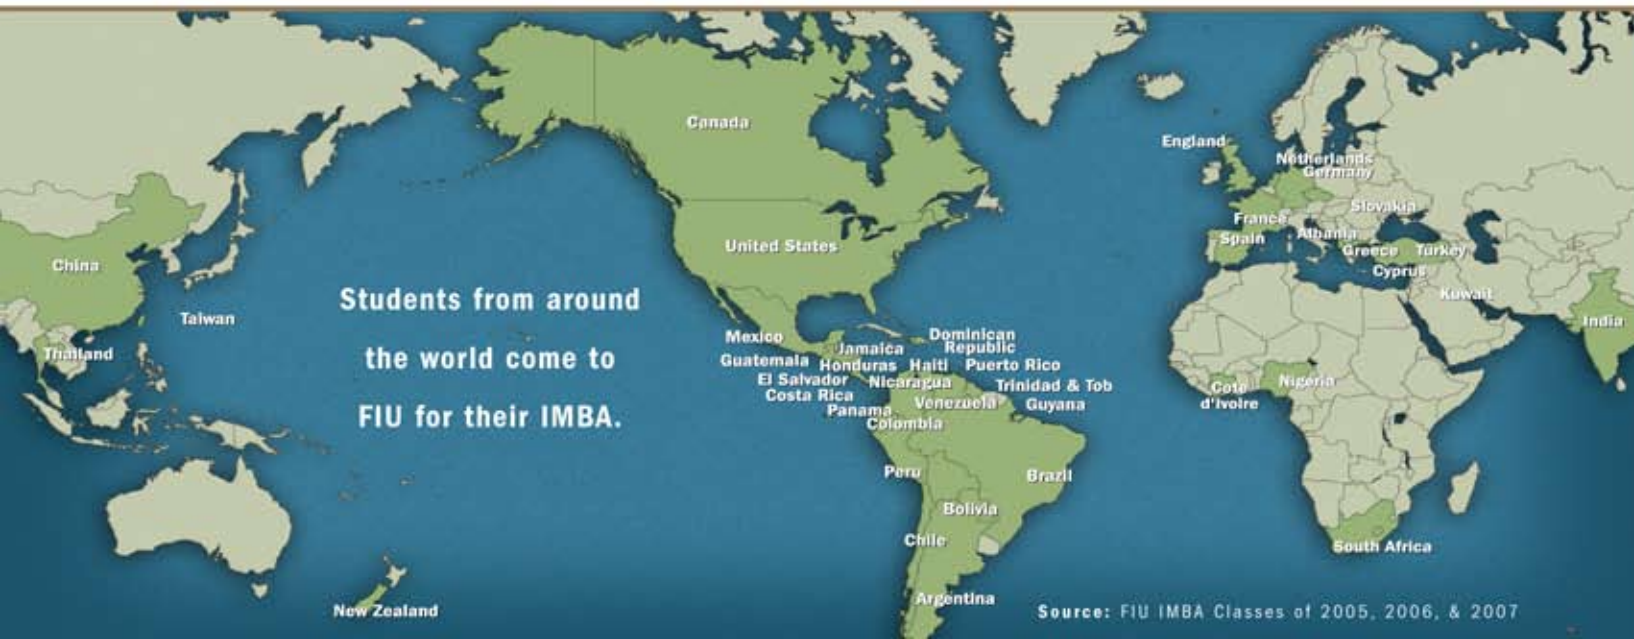 Canada
England
Netherlands
Germany
Slovakia
France
Albania
Spain
Greece
Turkey
Cyprus
Kuwait
United States
China
Taiwan
Thailand
India
Students from around
the world come to
FIU for their IMBA.
Mexico
Jamaica
Dominican
Republic
Guatemala
Honduras
Haiti
Puerto Rico
El Salvador
Nicaragua
Trinidad & Tob
Costa Rica
Venezuela
Guyana
Panama
Colombia
Cote
d'Ivoire
Nigeria
Peru
Brazil
Bolivia
Chile
South Africa
Argentina
New Zealand
Source: FIU IMBA Classes of 2005, 2006, & 2007